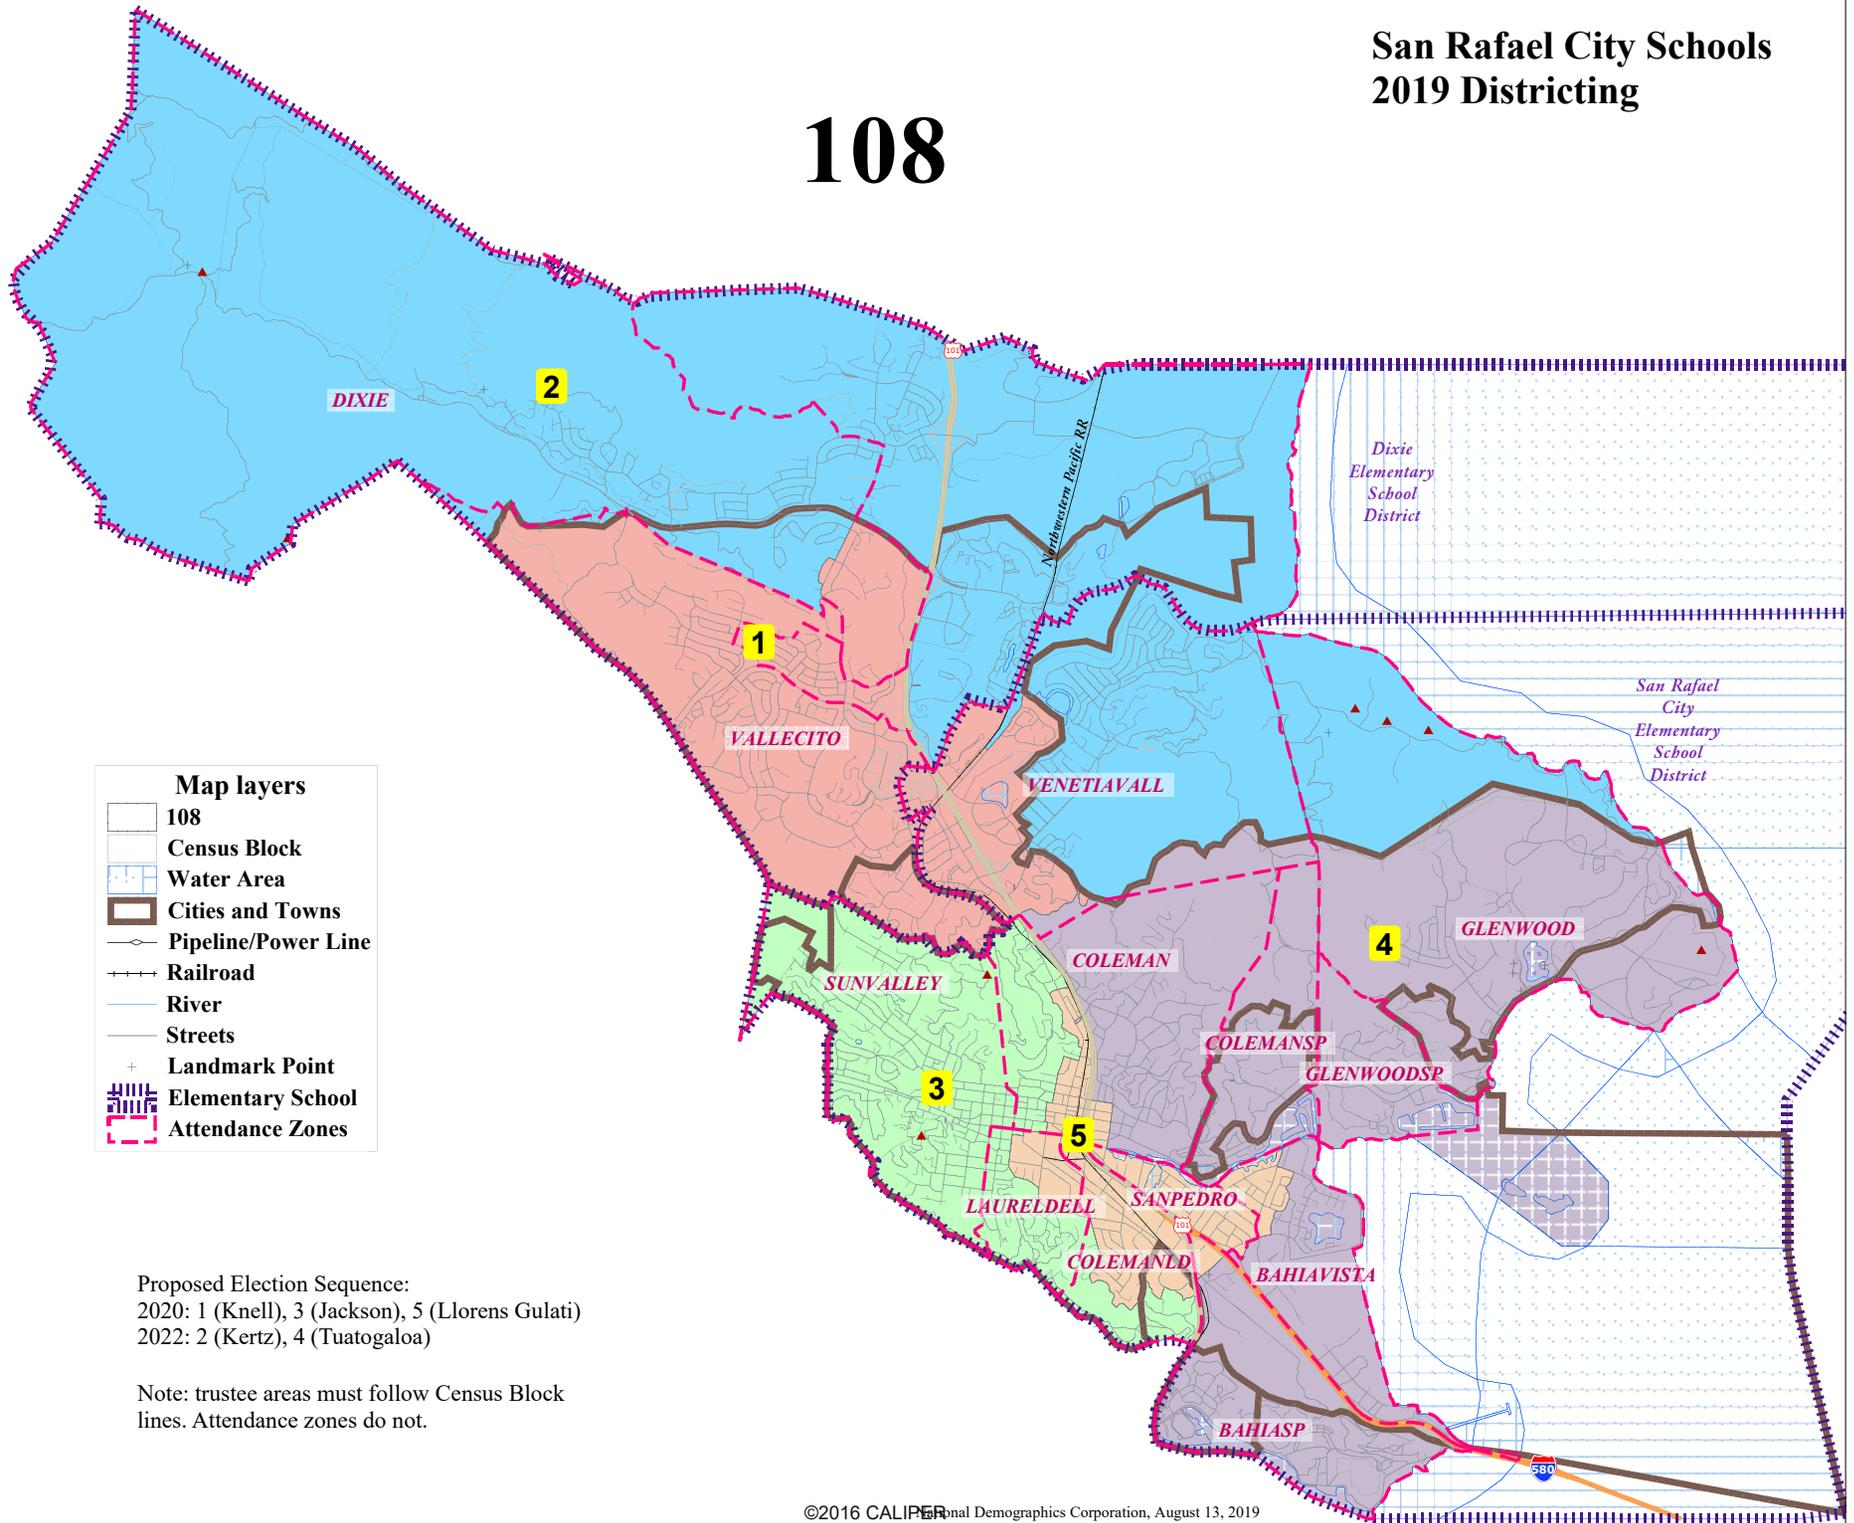 San Rafael City Schools
2019 Districting
108
101
DIXIE
2
Northwestern Pacific RR
Dixie
Elementary
School
District
1
VALLECITO
San Rafael
City
Elementary
School
District
VENETIAVALL
Map layers
108
Census Block
Water Area
Cities and Towns
Pipeline/Power Line
Railroad
River
Streets
Landmark Point
Elementary School
Attendance Zones
4
GLENWOOD
COLEMAN
SUNVALLEY
COLEMANSP
GLENWOODSP
3
5
LAURELDELL
SANPEDRO
101
COLEMANLD
BAHIAVISTA
Proposed Election Sequence:
2020: 1 (Knell), 3 (Jackson), 5 (Llorens Gulati)
2022: 2 (Kertz), 4 (Tuatogaloa)
Note: trustee areas must follow Census Block
lines. Attendance zones do not.
BAHIASP
580
©2016 CALIPER
National Demographics Corporation, August 13, 2019